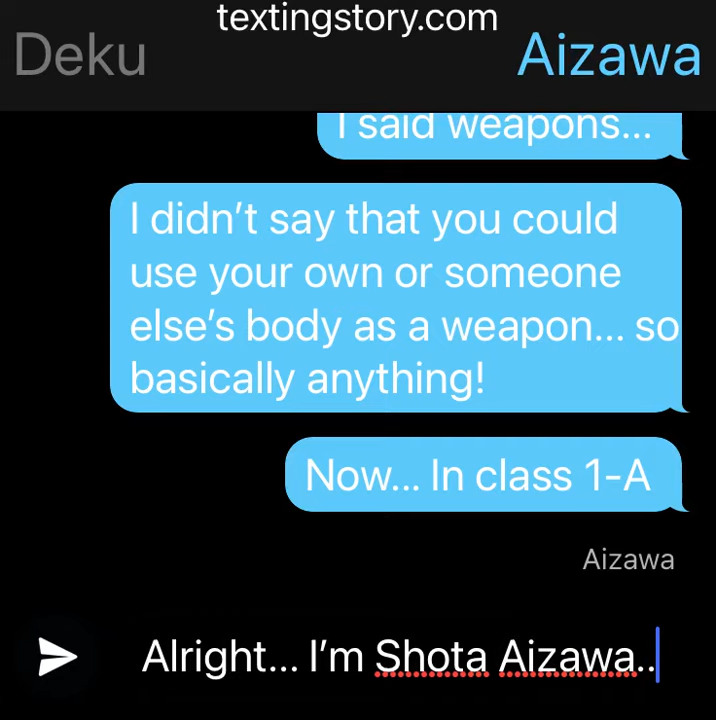 textingstory.com
Deku
Aizawa
I said weapons...
I didn’t say that you could
use your own or someone
else’s body as a weapon... so
basically anything!
Now... In class 1-A
Aizawa
Alright... I’m Shota Aizawa..